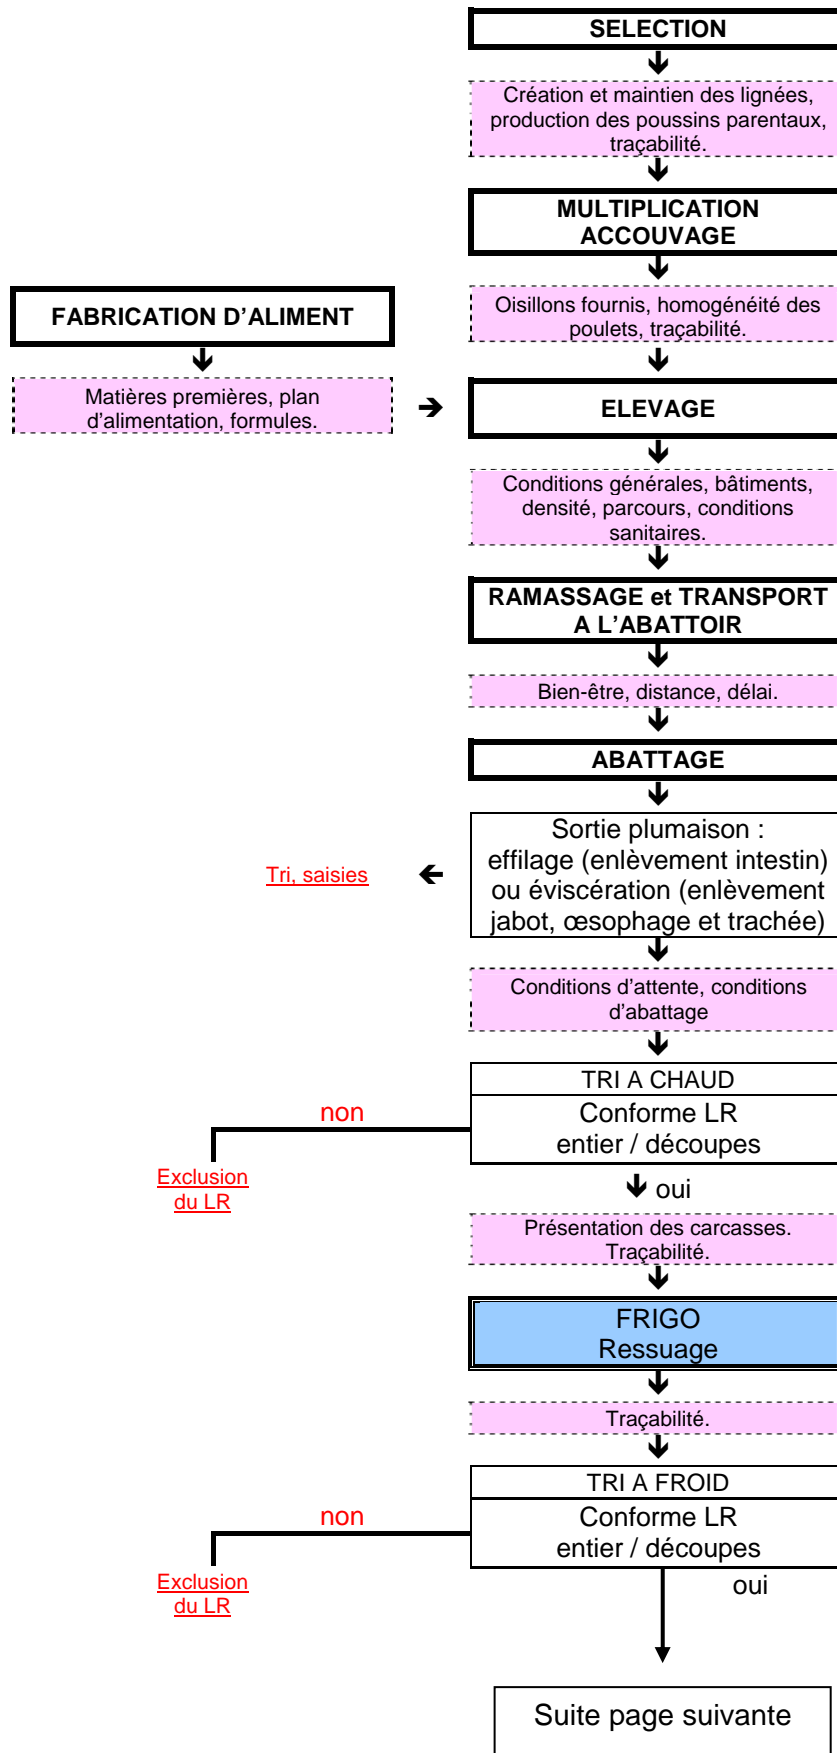 SELECTION
Création et maintien des lignées,
production des poussins parentaux,
traçabilité.
MULTIPLICATION
ACCOUVAGE
Oisillons fournis, homogénéité des
poulets, traçabilité.
FABRICATION D’ALIMENT
Matières premières, plan
d’alimentation, formules.
ELEVAGE
Conditions générales, bâtiments,
densité, parcours, conditions
sanitaires.
RAMASSAGE et TRANSPORT
A L’ABATTOIR
Bien-être, distance, délai.
ABATTAGE
Sortie plumaison :
effilage (enlèvement intestin)
ou éviscération (enlèvement
jabot, œsophage et trachée)
Tri, saisies
Conditions d’attente, conditions
d’abattage
TRI A CHAUD
Conforme LR
entier / découpes
non
Exclusion
du LR
oui
Présentation des carcasses.
Traçabilité.
FRIGO
Ressuage
Traçabilité.
TRI A FROID
Conforme LR
entier / découpes
non
Exclusion
du LR
oui
Suite page suivante